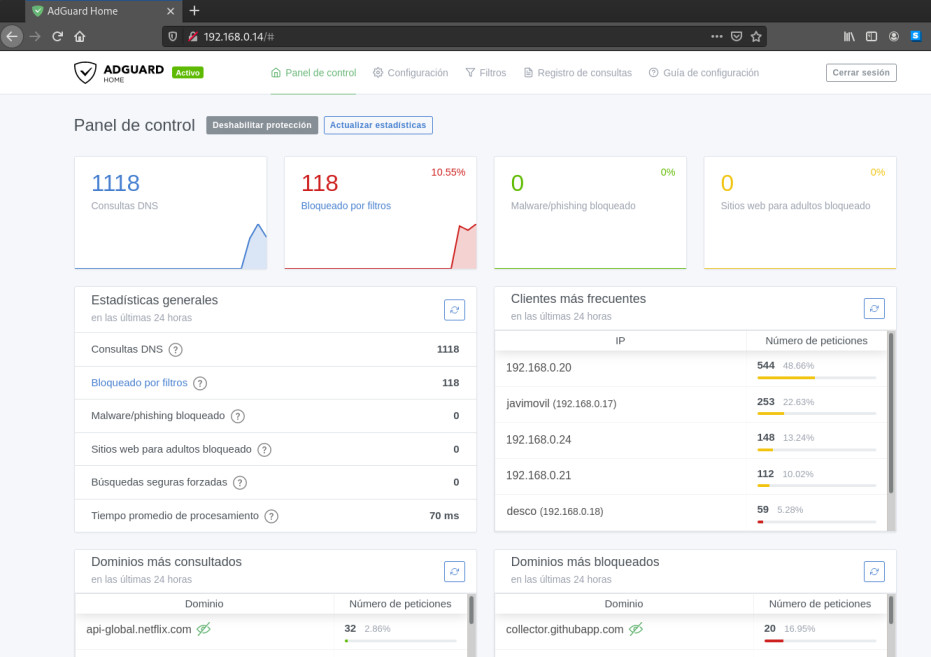 AdGuard Home
192.168.0.14/#
ADGUARD
HOME
Activo
Panel de control
Configuración
Filtros
Registro de consultas
Guía de configuración
Cerrar sesión
Panel de control
Deshabilitar protección
Actualizar estadísticas
1118
Consultas DNS
118
10.55%
Bloqueado por filtros
0
0%
Malware/phishing bloqueado
0
0%
Sitios web para adultos bloqueado
Estadísticas generales
en las últimas 24 horas
Consultas DNS ? 1118
Bloqueado por filtros ? 118
Malware/phishing bloqueado ? 0
Sitios web para adultos bloqueado ? 0
Búsquedas seguras forzadas ? 0
Tiempo promedio de procesamiento ? 70 ms
Clientes más frecuentes
en las últimas 24 horas
IP Número de peticiones
192.168.0.20 544 48.66%
javimovil (192.168.0.17) 253 22.63%
192.168.0.24 148 13.24%
192.168.0.21 112 10.02%
desco (192.168.0.18) 59 5.28%
Dominios más consultados
en las últimas 24 horas
Dominio Número de peticiones
api-global.netflix.com 32 2.86%
Dominios más bloqueados
en las últimas 24 horas
Dominio Número de peticiones
collector.githubapp.com 20 16.95%